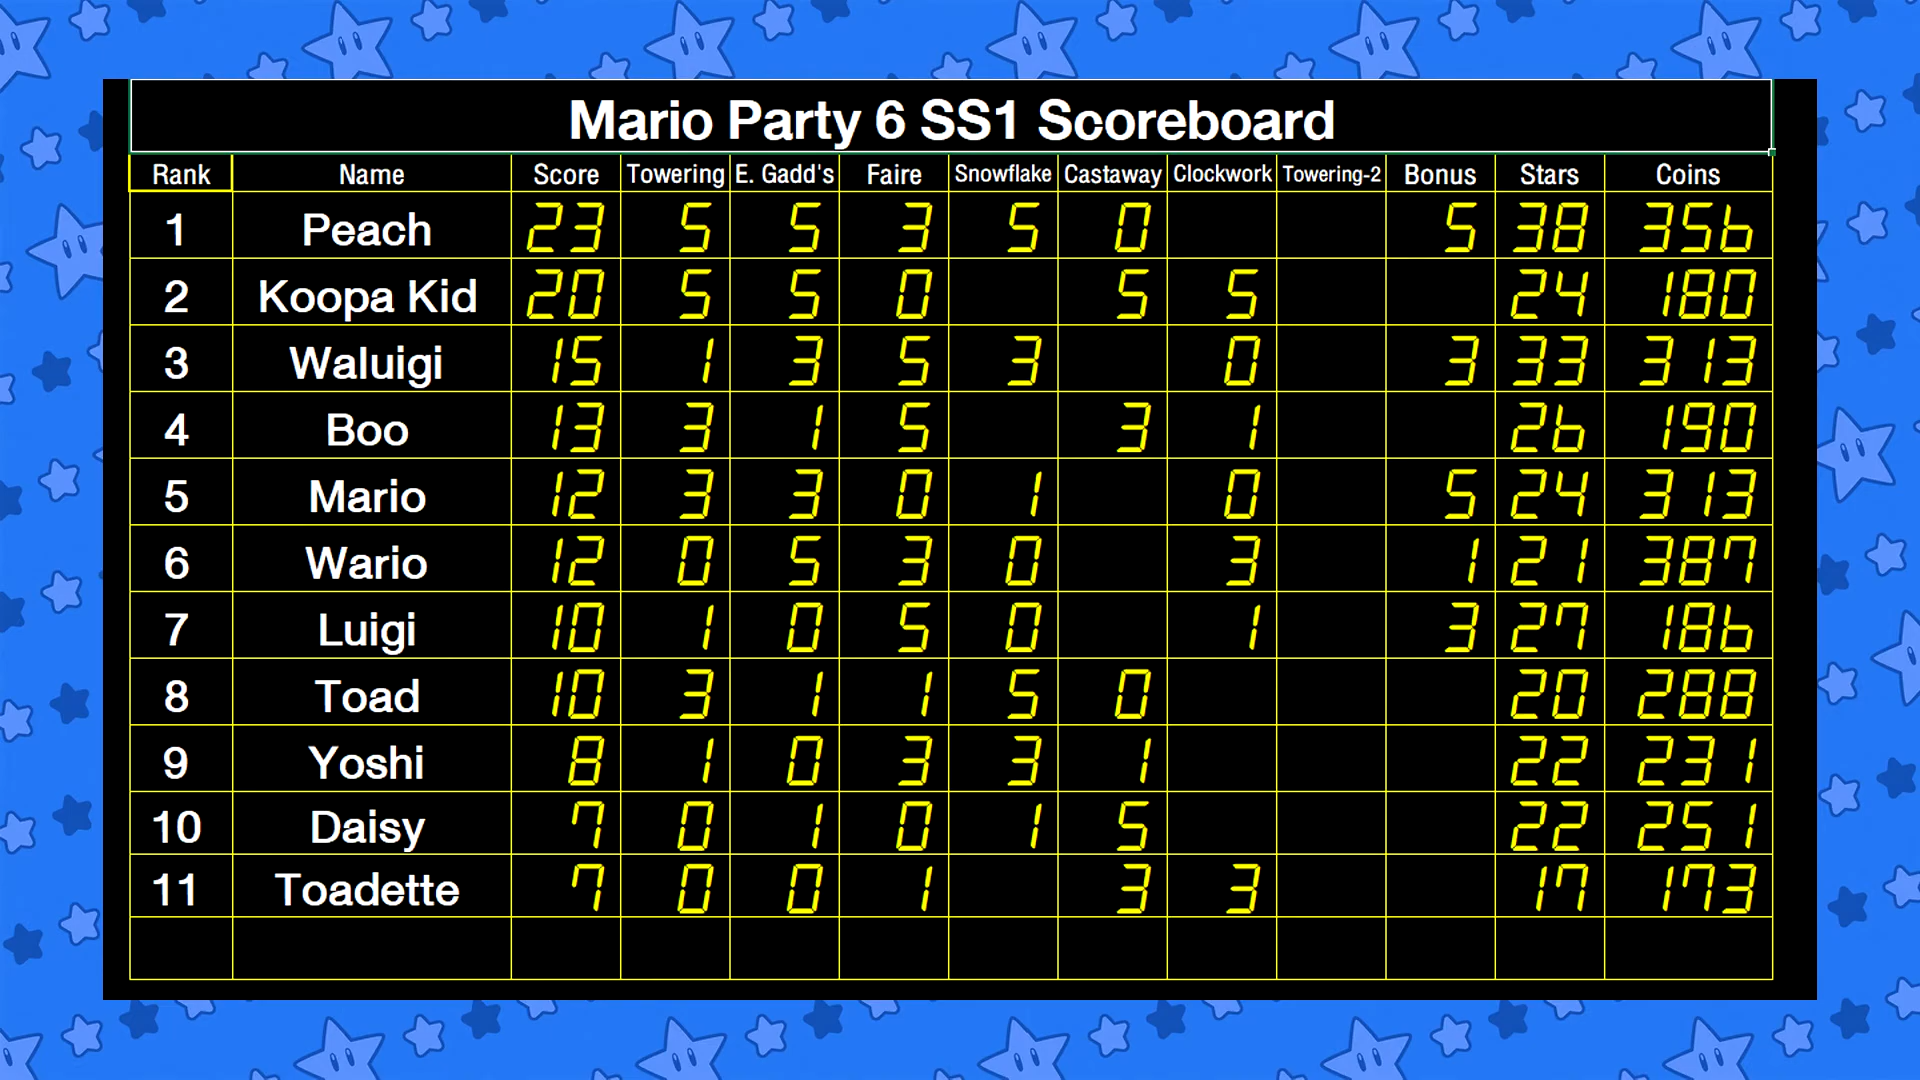 Mario Party 6 SS1 Scoreboard
Rank Name Score Towering E. Gadd's Faire Snowflake Castaway Clockwork Towering-2 Bonus Stars Coins
1 Peach 23 5 5 3 5 0 5 38 356
2 Koopa Kid 20 5 5 0 5 5 24 180
3 Waluigi 15 1 3 5 3 0 3 33 313
4 Boo 13 3 1 5 3 1 26 190
5 Mario 12 3 3 0 1 0 5 24 313
6 Wario 12 0 5 3 0 3 1 21 387
7 Luigi 10 1 0 5 0 1 3 27 186
8 Toad 10 3 1 1 5 0 20 288
9 Yoshi 8 1 0 3 3 1 22 231
10 Daisy 7 0 1 0 1 5 22 251
11 Toadette 7 0 0 1 3 3 17 173